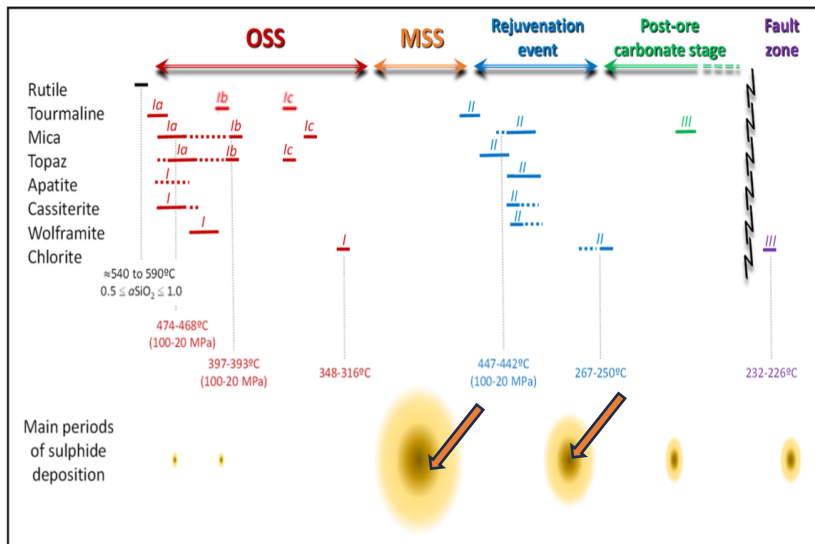 OSS
MSS
Rejuvenation
event
Post-ore
carbonate stage
Fault
zone
Rutile
Tourmaline Ia Ib Ic II
Mica Ia Ib Ic II III
Topaz Ia Ib Ic II
Apatite I II
Cassiterite I II
Wolframite I II
Chlorite I II III
≈540 to 590ºC
0.5 ≤ aSiO₂ ≤ 1.0
474-468ºC
(100-20 MPa)
397-393ºC
(100-20 MPa)
348-316ºC
447-442ºC
(100-20 MPa)
267-250ºC
232-226ºC
Main periods
of sulphide
deposition